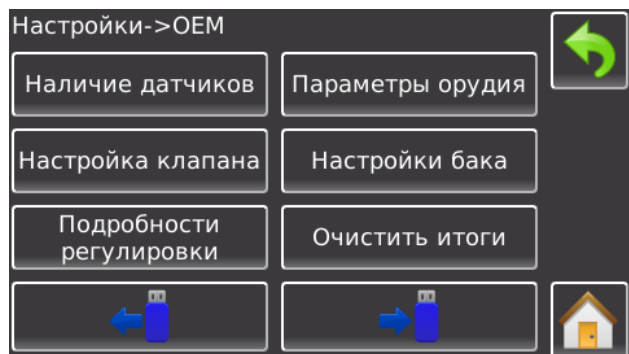 Настройки->OEM
Наличие датчиков
Параметры орудия
Настройка клапана
Настройки бака
Подробности
регулировки
Очистить итоги